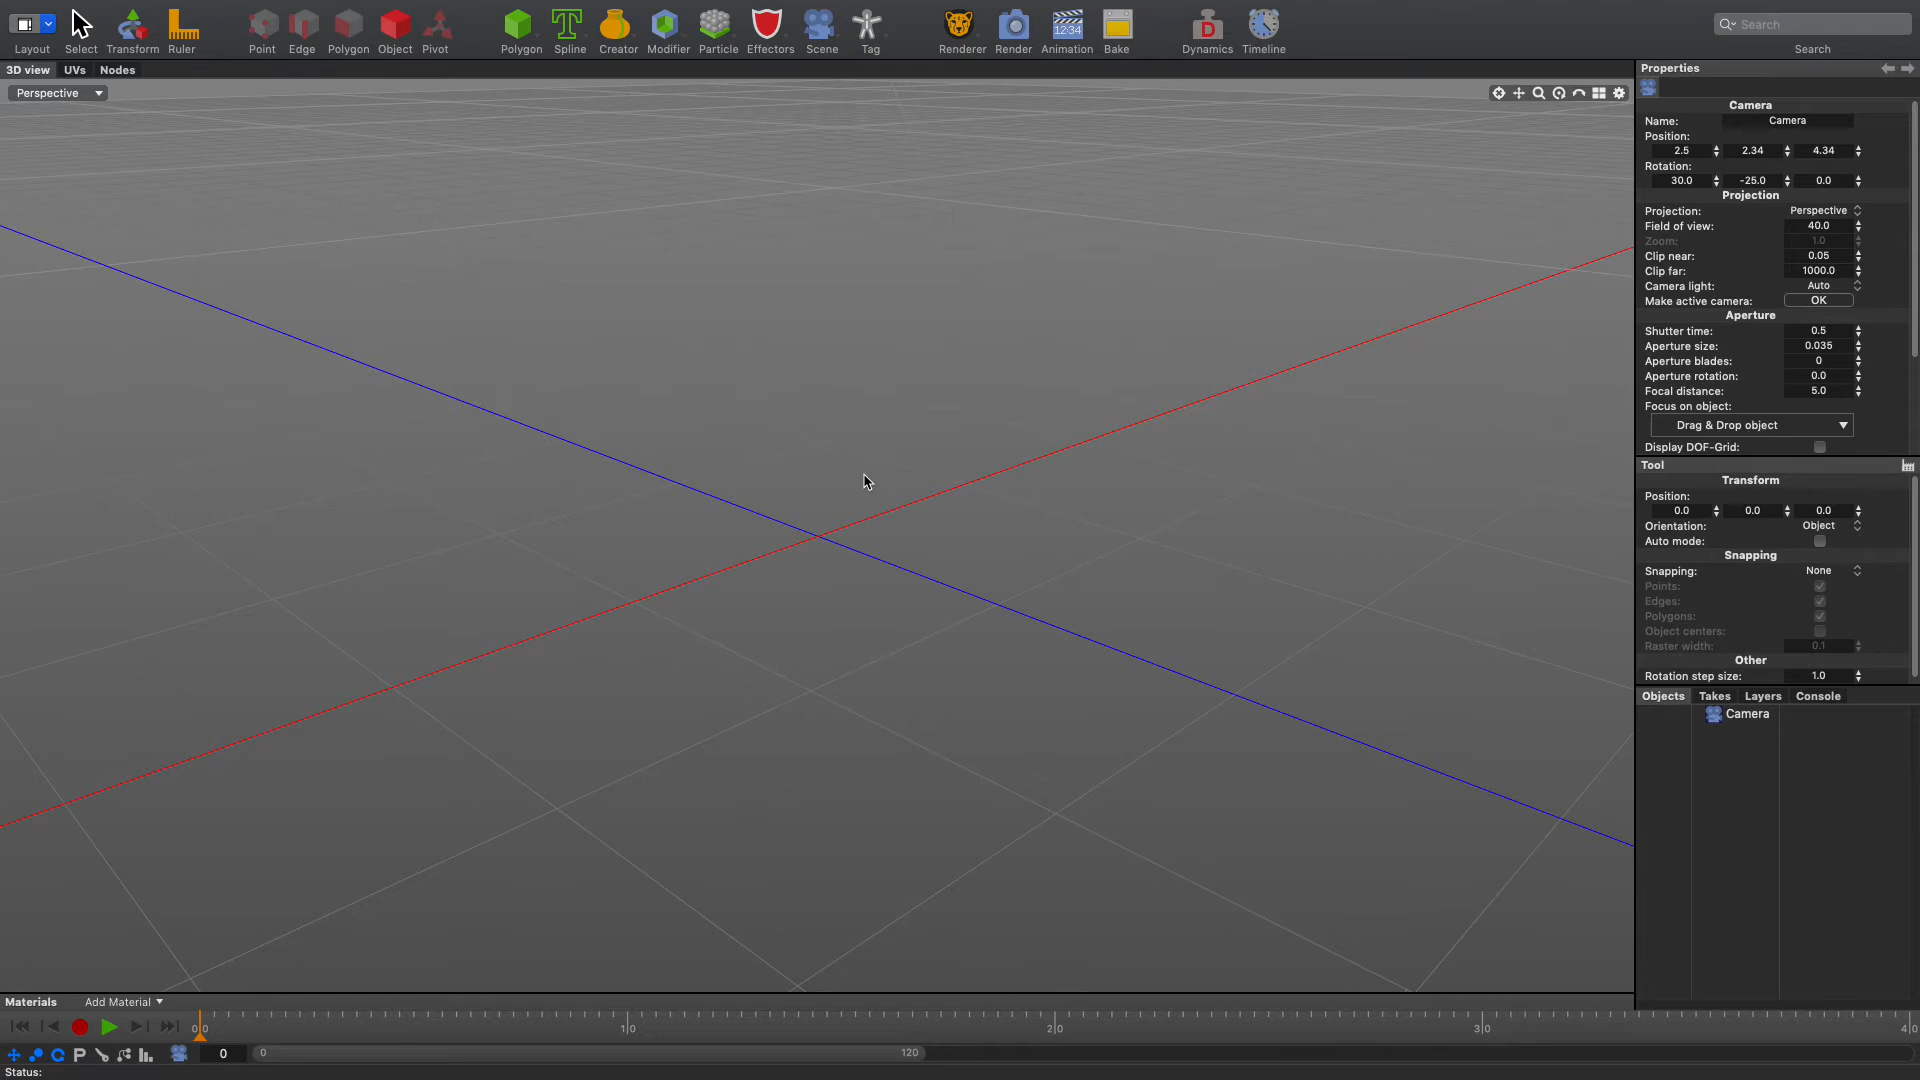 Layout Select Transform Ruler Point Edge Polygon Object Pivot Polygon Spline Creator Modifier Particle Effectors Scene Tag Renderer Render Animation Bake Dynamics Timeline
12:34
D
Search
Search
3D view UVs Nodes
Perspective
Properties
Camera
Name: Camera
Position:
2.5 2.34 4.34
Rotation:
30.0 -25.0 0.0
Projection
Projection: Perspective
Field of view: 40.0
Zoom: 1.0
Clip near: 0.05
Clip far: 1000.0
Camera light: Auto
Make active camera: OK
Aperture
Shutter time: 0.5
Aperture size: 0.035
Aperture blades: 0
Aperture rotation: 0.0
Focal distance: 5.0
Focus on object:
Drag & Drop object
Display DOF-Grid:
Tool
Transform
Position:
0.0 0.0 0.0
Orientation: Object
Auto mode:
Snapping
Snapping: None
Points:
Edges:
Polygons:
Object centers:
Raster width: 0.1
Other
Rotation step size: 1.0
Objects Takes Layers Console
Camera
Materials Add Material
0|0 1|0 2|0 3|0 4|0
P 0 0 120
Status: